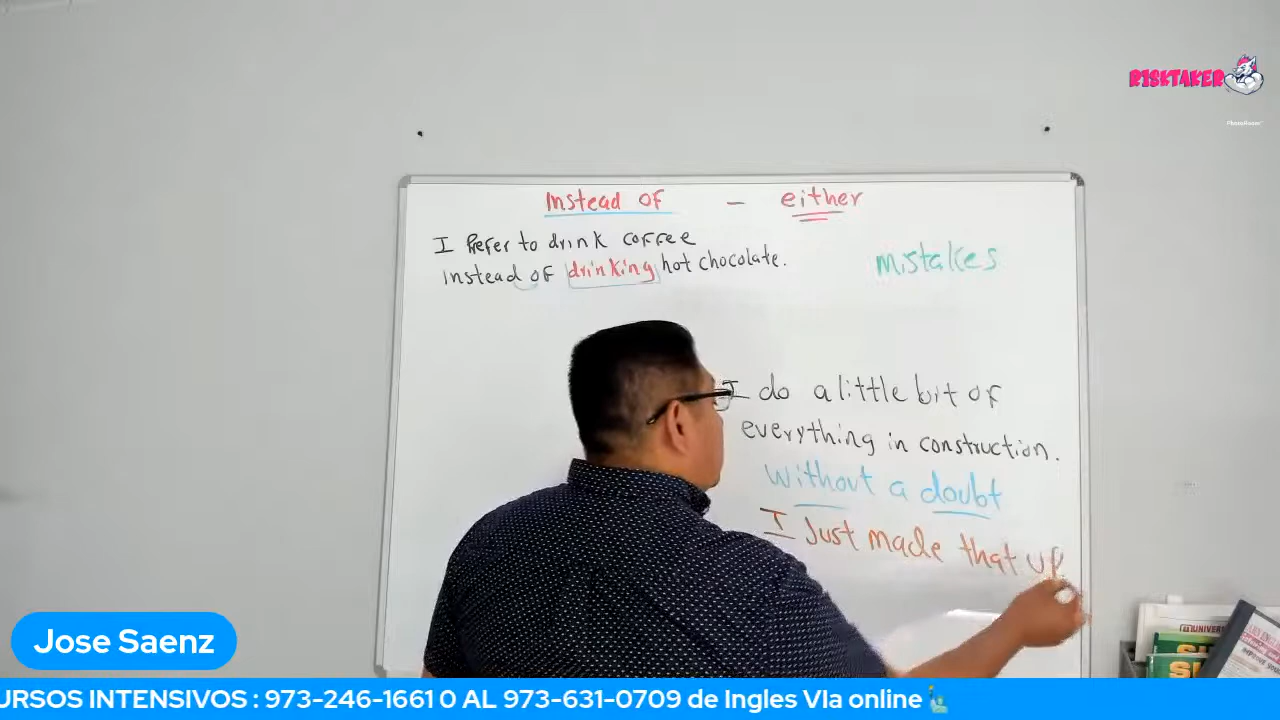 RISKTAKER
PhotoRoom
Instead of - either
I Prefer to drink coffee
instead of drinking hot chocolate.
mistakes
I do a little bit of
everything in construction.
without a doubt
I Just made that up
Jose Saenz
URSOS INTENSIVOS : 973-246-1661 0 AL 973-631-0709 de Ingles VIa online